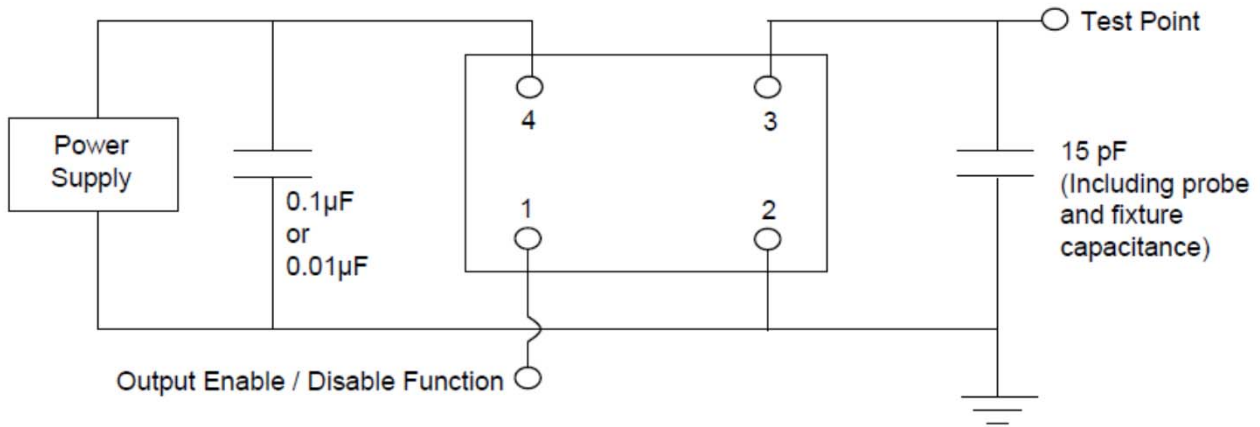 Test Point
4
3
Power
Supply
15 pF
(Including probe
and fixture
capacitance)
0.1µF
or
0.01µF
1
2
Output Enable / Disable Function